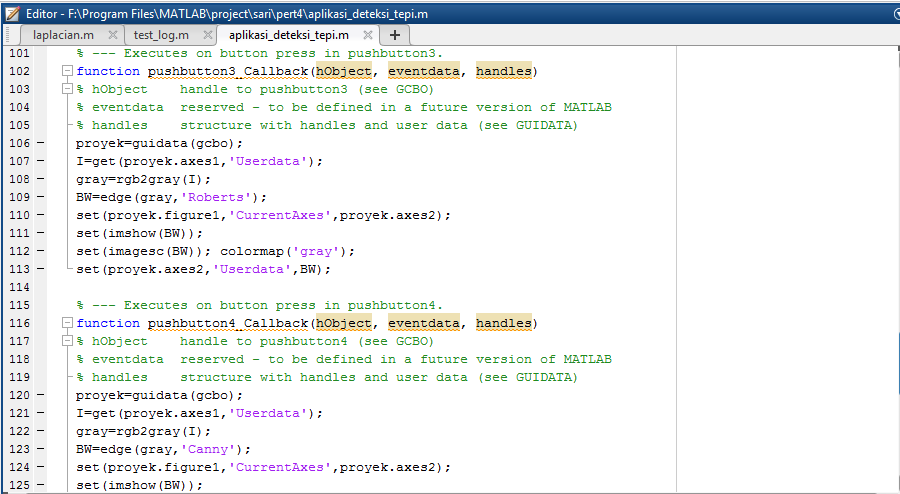 Editor - F:\Program Files\MATLAB\project\sari\pert4\aplikasi_deteksi_tepi.m
laplacian.m × test_log.m × aplikasi_deteksi_tepi.m × +
101 % --- Executes on button press in pushbutton3.
102 function pushbutton3_Callback(hObject, eventdata, handles)
103 % hObject    handle to pushbutton3 (see GCBO)
104 % eventdata  reserved - to be defined in a future version of MATLAB
105 % handles    structure with handles and user data (see GUIDATA)
106 – proyek=guidata(gcbo);
107 – I=get(proyek.axes1,'Userdata');
108 – gray=rgb2gray(I);
109 – BW=edge(gray,'Roberts');
110 – set(proyek.figure1,'CurrentAxes',proyek.axes2);
111 – set(imshow(BW));
112 – set(imagesc(BW)); colormap('gray');
113 – set(proyek.axes2,'Userdata',BW);
114
115 % --- Executes on button press in pushbutton4.
116 function pushbutton4_Callback(hObject, eventdata, handles)
117 % hObject    handle to pushbutton4 (see GCBO)
118 % eventdata  reserved - to be defined in a future version of MATLAB
119 % handles    structure with handles and user data (see GUIDATA)
120 – proyek=guidata(gcbo);
121 – I=get(proyek.axes1,'Userdata');
122 – gray=rgb2gray(I);
123 – BW=edge(gray,'Canny');
124 – set(proyek.figure1,'CurrentAxes',proyek.axes2);
125 – set(imshow(BW));